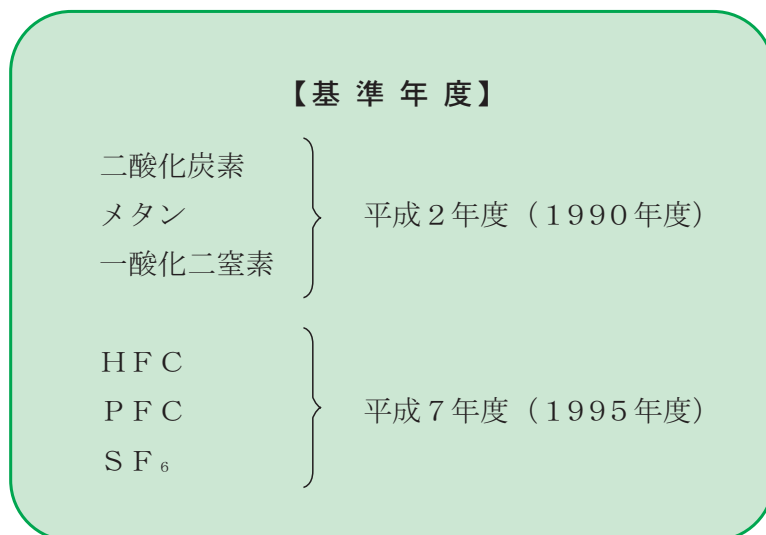 【基 準 年 度】
二酸化炭素
メタン
一酸化二窒素
平成２年度（１９９０年度）
ＨＦＣ
ＰＦＣ
ＳＦ₆
平成７年度（１９９５年度）